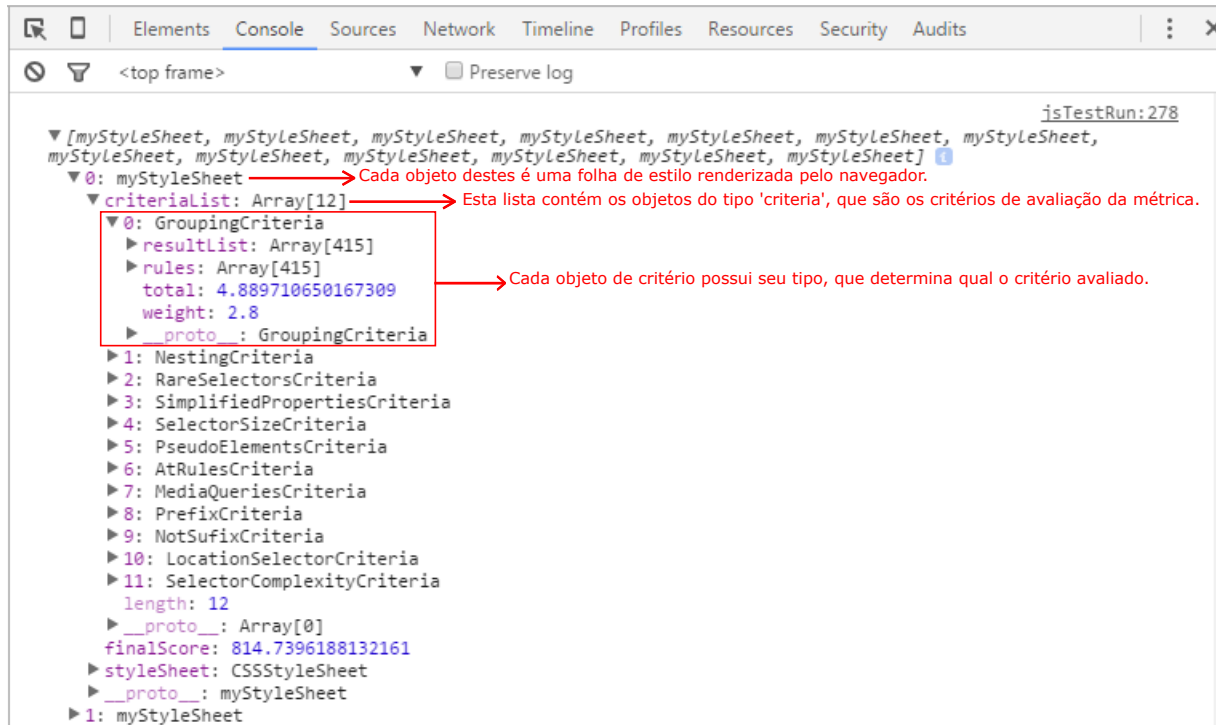 Elements Console Sources Network Timeline Profiles Resources Security Audits
<top frame> ▼ Preserve log
jsTestRun:278
▼[myStyleSheet, myStyleSheet, myStyleSheet, myStyleSheet, myStyleSheet, myStyleSheet, myStyleSheet,
myStyleSheet, myStyleSheet, myStyleSheet, myStyleSheet, myStyleSheet, myStyleSheet]
▼0: myStyleSheet Cada objeto destes é uma folha de estilo renderizada pelo navegador.
▼criteriaList: Array[12] Esta lista contém os objetos do tipo 'criteria', que são os critérios de avaliação da métrica.
▼0: GroupingCriteria
▶resultList: Array[415]
▶rules: Array[415]
total: 4.889710650167309 Cada objeto de critério possui seu tipo, que determina qual o critério avaliado.
weight: 2.8
▶__proto__: GroupingCriteria
▶1: NestingCriteria
▶2: RareSelectorsCriteria
▶3: SimplifiedPropertiesCriteria
▶4: SelectorSizeCriteria
▶5: PseudoElementsCriteria
▶6: AtRulesCriteria
▶7: MediaQueriesCriteria
▶8: PrefixCriteria
▶9: NotSufixCriteria
▶10: LocationSelectorCriteria
▶11: SelectorComplexityCriteria
length: 12
▶__proto__: Array[0]
finalScore: 814.7396188132161
▶styleSheet: CSSStyleSheet
▶__proto__: myStyleSheet
▶1: myStyleSheet